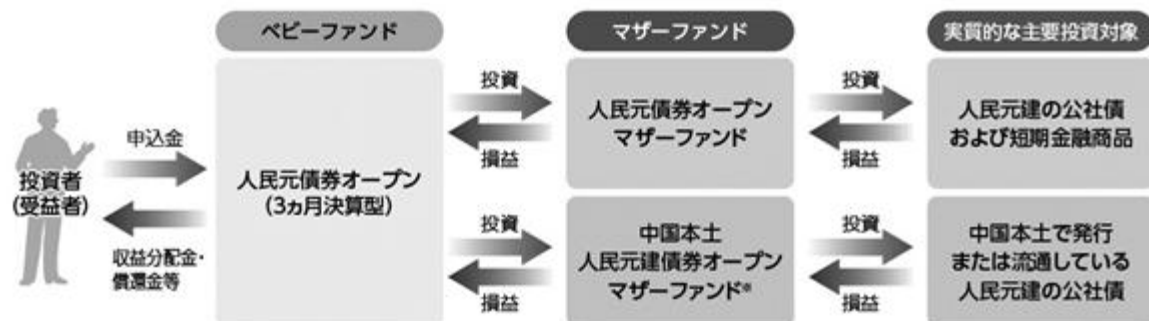 ベビーファンド
マザーファンド
実質的な主要投資対象
投資者
(受益者)
申込金
収益分配金・
償還金等
人民元債券オープン
(3ヵ月決算型)
投資
損益
人民元債券オープン
マザーファンド
投資
損益
人民元建の公社債
および短期金融商品
投資
損益
中国本土
人民元建債券オープン
マザーファンド※
投資
損益
中国本土で発行
または流通している
人民元建の公社債